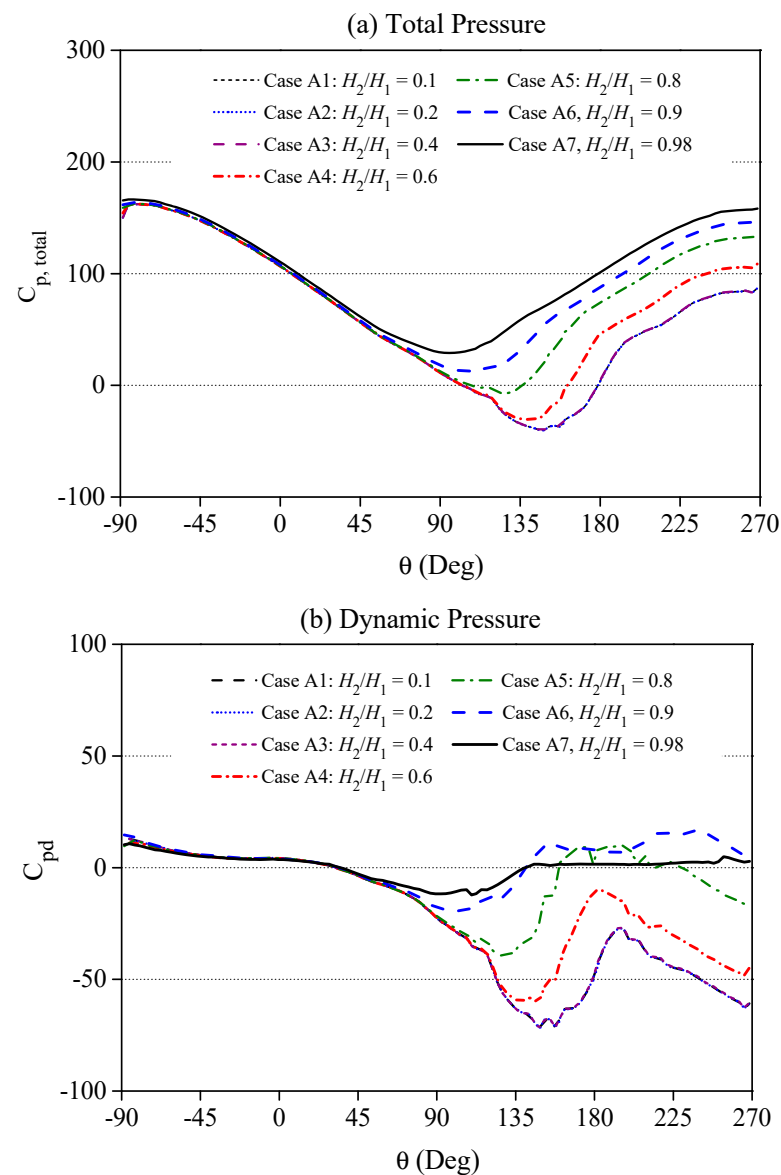 (a) Total Pressure
300
200
100
0
-100
C_p, total
Case A1: H₂/H₁ = 0.1
Case A2: H₂/H₁ = 0.2
Case A3: H₂/H₁ = 0.4
Case A4: H₂/H₁ = 0.6
Case A5: H₂/H₁ = 0.8
Case A6, H₂/H₁ = 0.9
Case A7, H₂/H₁ = 0.98
-90 -45 0 45 90 135 180 225 270
θ (Deg)
(b) Dynamic Pressure
100
50
0
-50
-100
C_pd
Case A1: H₂/H₁ = 0.1
Case A2: H₂/H₁ = 0.2
Case A3: H₂/H₁ = 0.4
Case A4: H₂/H₁ = 0.6
Case A5: H₂/H₁ = 0.8
Case A6, H₂/H₁ = 0.9
Case A7, H₂/H₁ = 0.98
-90 -45 0 45 90 135 180 225 270
θ (Deg)